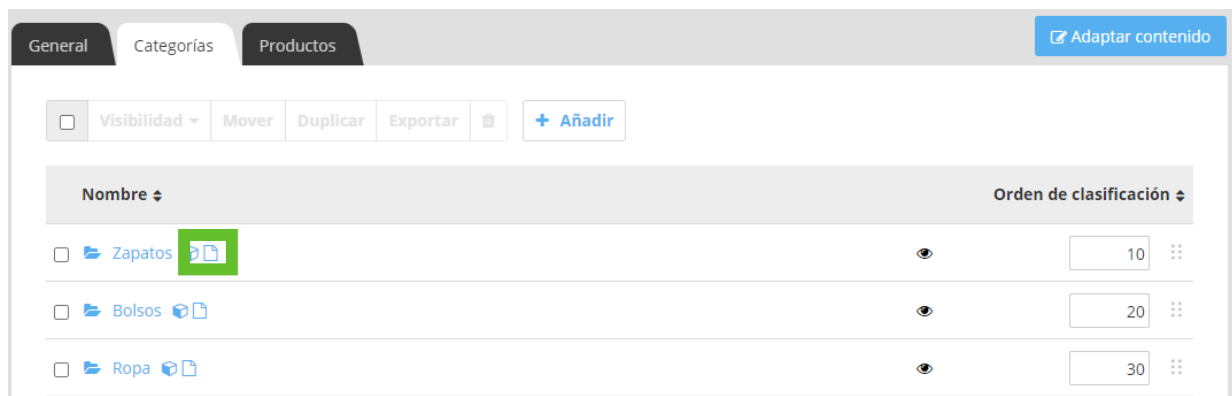 General Categorías Productos Adaptar contenido
Visibilidad Mover Duplicar Exportar + Añadir
Nombre Orden de clasificación
Zapatos 10
Bolsos 20
Ropa 30